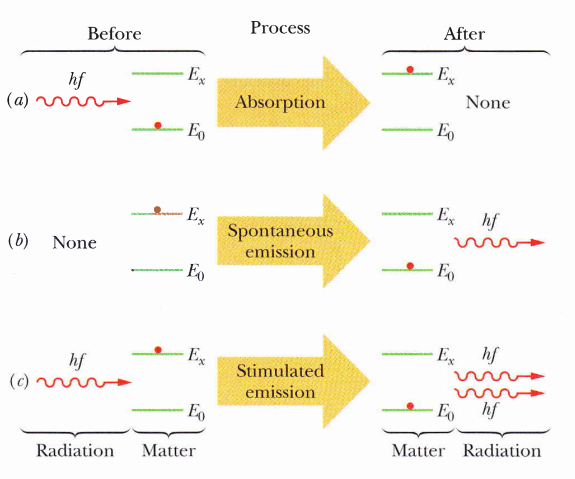 Before Process After
(a) hf Eₓ E₀ Absorption Eₓ E₀ None
(b) None Eₓ E₀ Spontaneous emission Eₓ E₀ hf
(c) hf Eₓ E₀ Stimulated emission Eₓ E₀ hf hf
Radiation Matter Matter Radiation